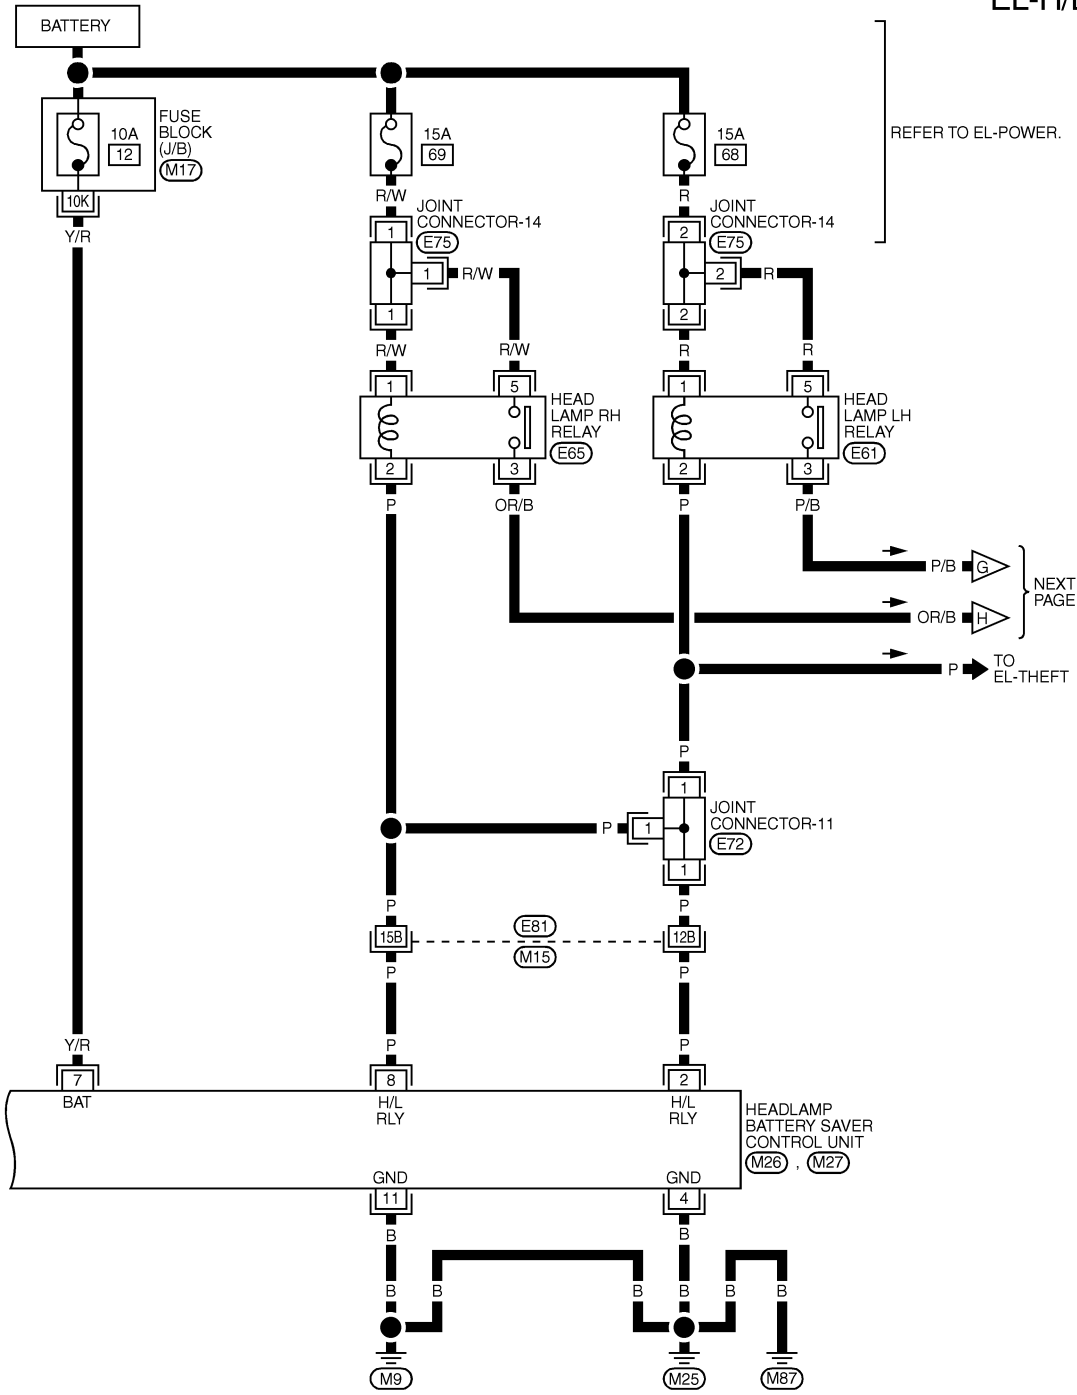 BATTERY
FUSE
BLOCK
(J/B)
M17
10A
12
10K
Y/R
15A
69
R/W
15A
68
R
REFER TO EL-POWER.
JOINT
CONNECTOR-14
E75
1
1
R/W
1
R/W
R/W
JOINT
CONNECTOR-14
E75
2
2
R
2
R
R
1
5
HEAD
LAMP RH
RELAY
E65
2
3
P
OR/B
1
5
HEAD
LAMP LH
RELAY
E61
2
3
P
P/B
P/B
G
OR/B
H
NEXT
PAGE
P
TO
EL-THEFT
P
1
JOINT
CONNECTOR-11
E72
P
1
1
P
P
15B
E81
M15
12B
P
P
Y/R
P
P
7
8
2
BAT
H/L
RLY
H/L
RLY
HEADLAMP
BATTERY SAVER
CONTROL UNIT
M26 , M27
GND
GND
11
4
B
B
B
B
B
B
B
B
M9
M25
M87